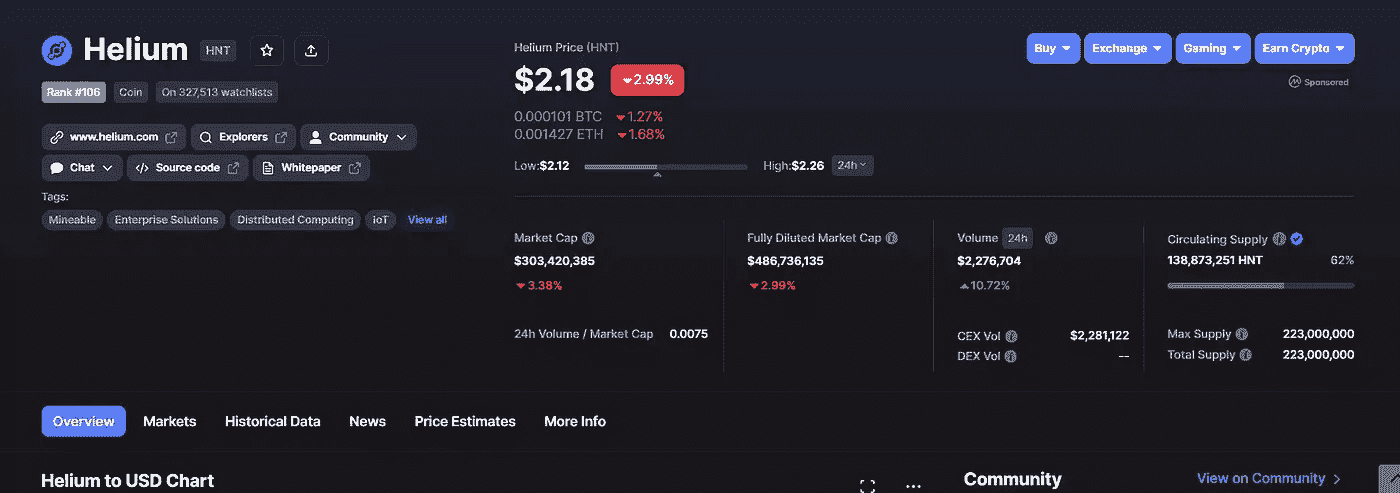 Helium HNT
Rank #106 Coin On 327,513 watchlists
www.helium.com Explorers Community
Chat Source code Whitepaper
Tags:
Mineable Enterprise Solutions Distributed Computing IoT View all
Helium Price (HNT)
$2.18 2.99%
0.000101 BTC 1.27%
0.001427 ETH 1.68%
Low:$2.12 High:$2.26 24h
Buy Exchange Gaming Earn Crypto
Sponsored
Market Cap
$303,420,385
3.38%
24h Volume / Market Cap 0.0075
Fully Diluted Market Cap
$486,736,135
2.99%
Volume 24h
$2,276,704
10.72%
CEX Vol $2,281,122
DEX Vol --
Circulating Supply
138,873,251 HNT 62%
Max Supply 223,000,000
Total Supply 223,000,000
Overview Markets Historical Data News Price Estimates More Info
Helium to USD Chart
Community View on Community